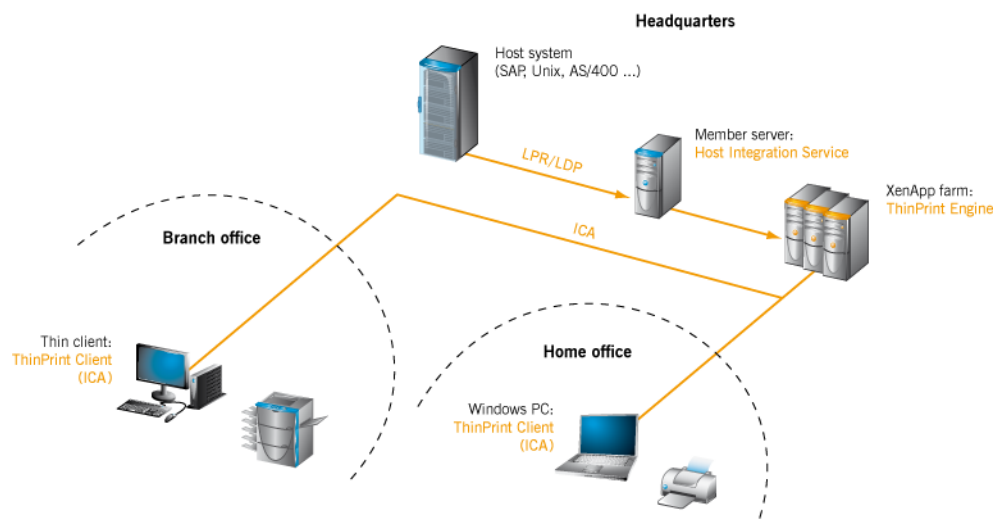 Headquarters
Host system
(SAP, Unix, AS/400 ...)
Member server:
Host Integration Service
LPR/LDP
XenApp farm:
ThinPrint Engine
ICA
Branch office
Thin client:
ThinPrint Client
(ICA)
Home office
Windows PC:
ThinPrint Client
(ICA)